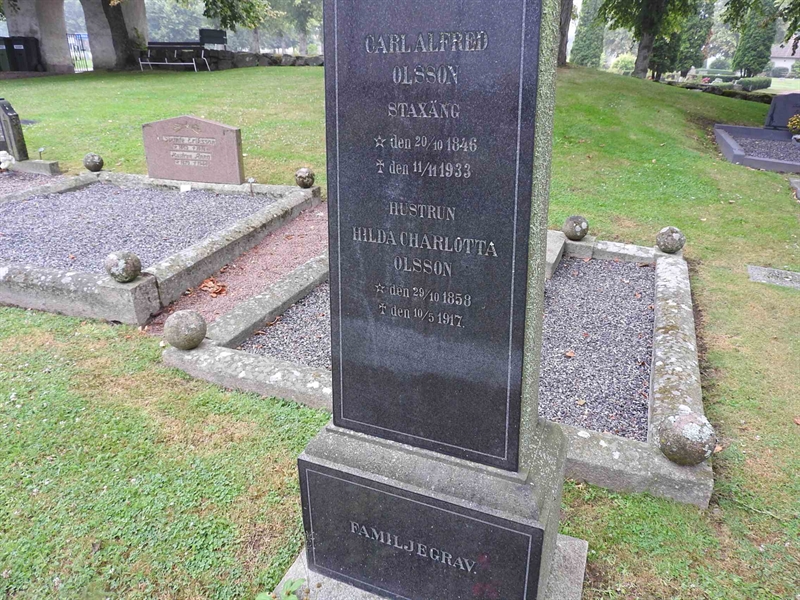 CARL ALFRED
OLSSON
STAXÄNG
☆ den 20/10 1846
✝ den 11/11 1933
HUSTRUN
HILDA CHARLOTTA
OLSSON
☆ den 29/10 1858
✝ den 10/5 1917.
FAMILJEGRAV.